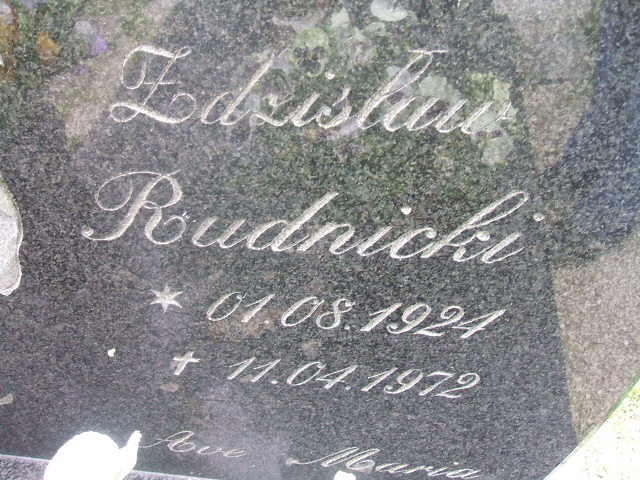 Zdzisław
Rudnicki
* 01.08.1924
† 11.04.1972
Ave Maria